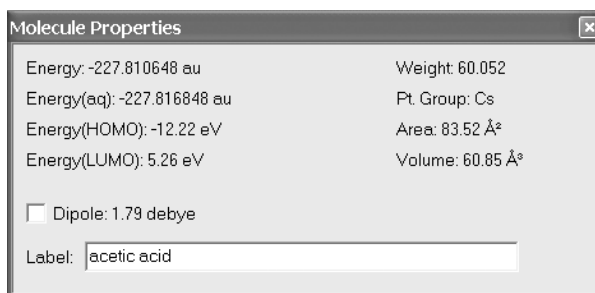 Molecule Properties
Energy: -227.810648 au
Weight: 60.052
Energy(aq): -227.816848 au
Pt. Group: Cs
Energy(HOMO): -12.22 eV
Area: 83.52 Å²
Energy(LUMO): 5.26 eV
Volume: 60.85 Å³
Dipole: 1.79 debye
Label: acetic acid